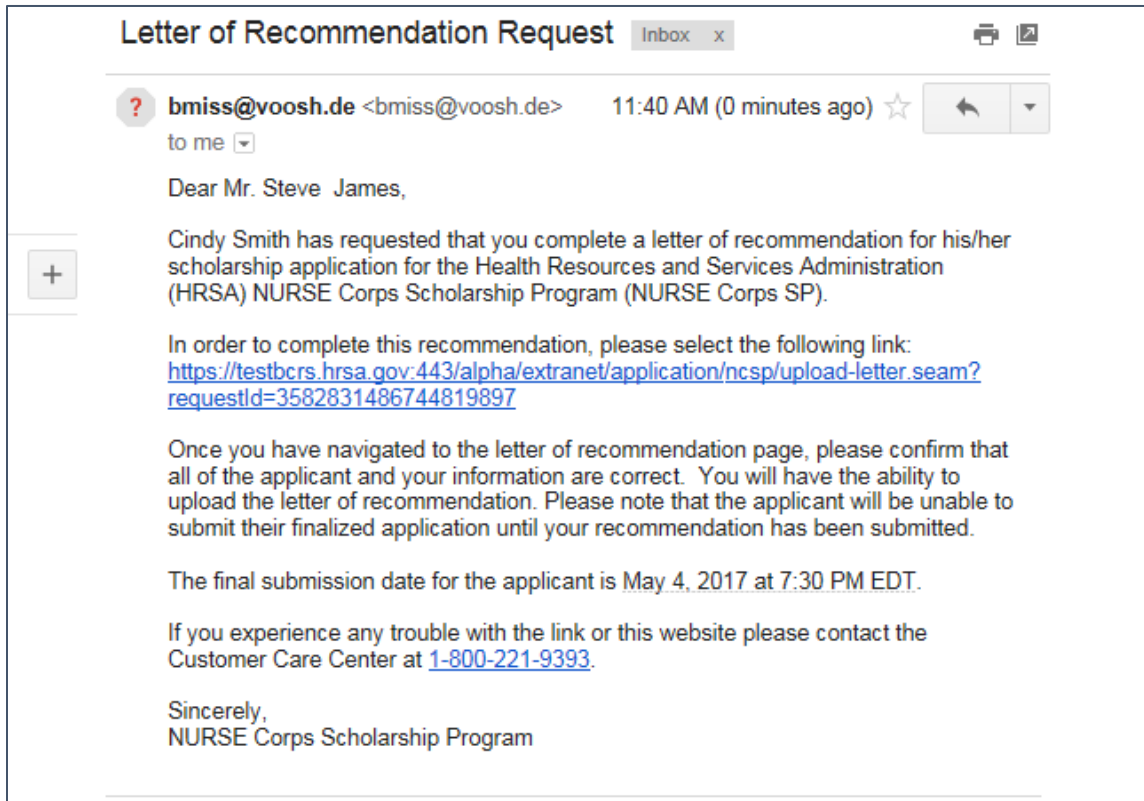 Letter of Recommendation Request Inbox x
? bmiss@voosh.de <bmiss@voosh.de> 11:40 AM (0 minutes ago)
to me
Dear Mr. Steve  James,
Cindy Smith has requested that you complete a letter of recommendation for his/her
scholarship application for the Health Resources and Services Administration
(HRSA) NURSE Corps Scholarship Program (NURSE Corps SP).
+
In order to complete this recommendation, please select the following link:
https://testbcrs.hrsa.gov:443/alpha/extranet/application/ncsp/upload-letter.seam?
requestId=3582831486744819897
Once you have navigated to the letter of recommendation page, please confirm that
all of the applicant and your information are correct.  You will have the ability to
upload the letter of recommendation. Please note that the applicant will be unable to
submit their finalized application until your recommendation has been submitted.
The final submission date for the applicant is May 4, 2017 at 7:30 PM EDT.
If you experience any trouble with the link or this website please contact the
Customer Care Center at 1-800-221-9393.
Sincerely,
NURSE Corps Scholarship Program